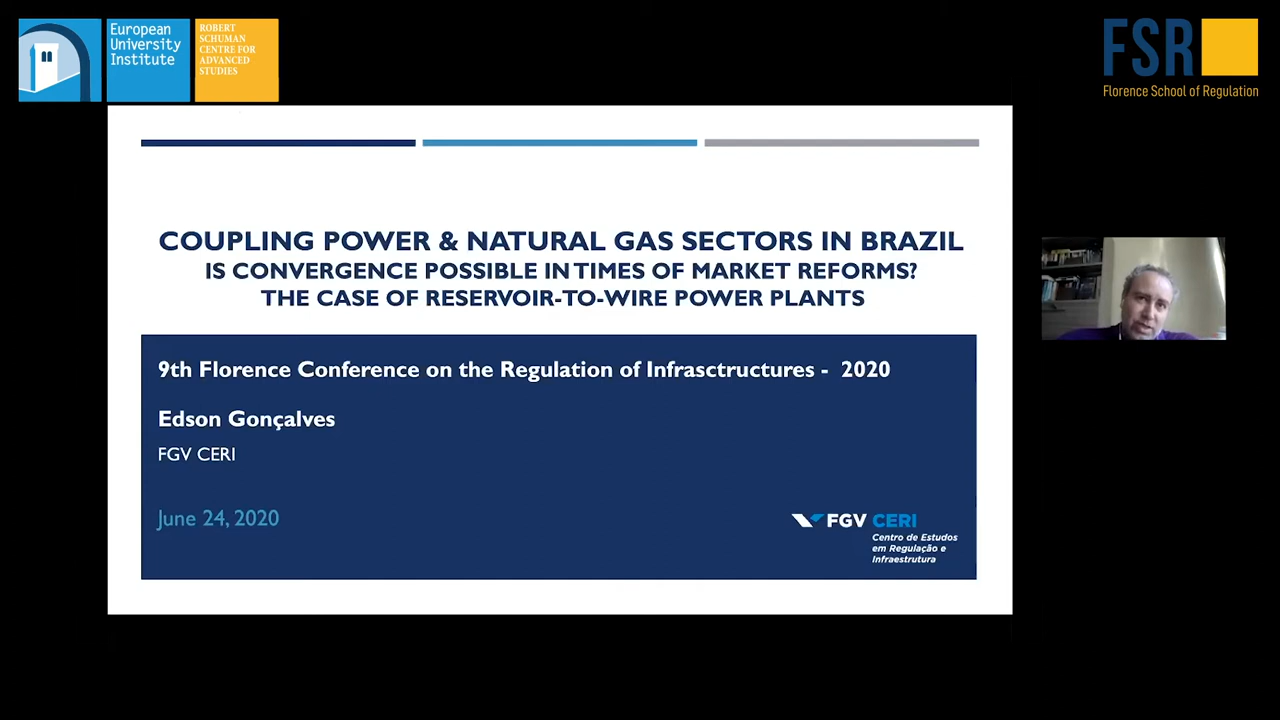 European
University
Institute
ROBERT
SCHUMAN
CENTRE FOR
ADVANCED
STUDIES
FSR
Florence School of Regulation
COUPLING POWER & NATURAL GAS SECTORS IN BRAZIL
IS CONVERGENCE POSSIBLE IN TIMES OF MARKET REFORMS?
THE CASE OF RESERVOIR-TO-WIRE POWER PLANTS
9th Florence Conference on the Regulation of Infrasctructures - 2020
Edson Gonçalves
FGV CERI
June 24, 2020
FGV CERI
Centro de Estudos
em Regulação e
Infraestrutura